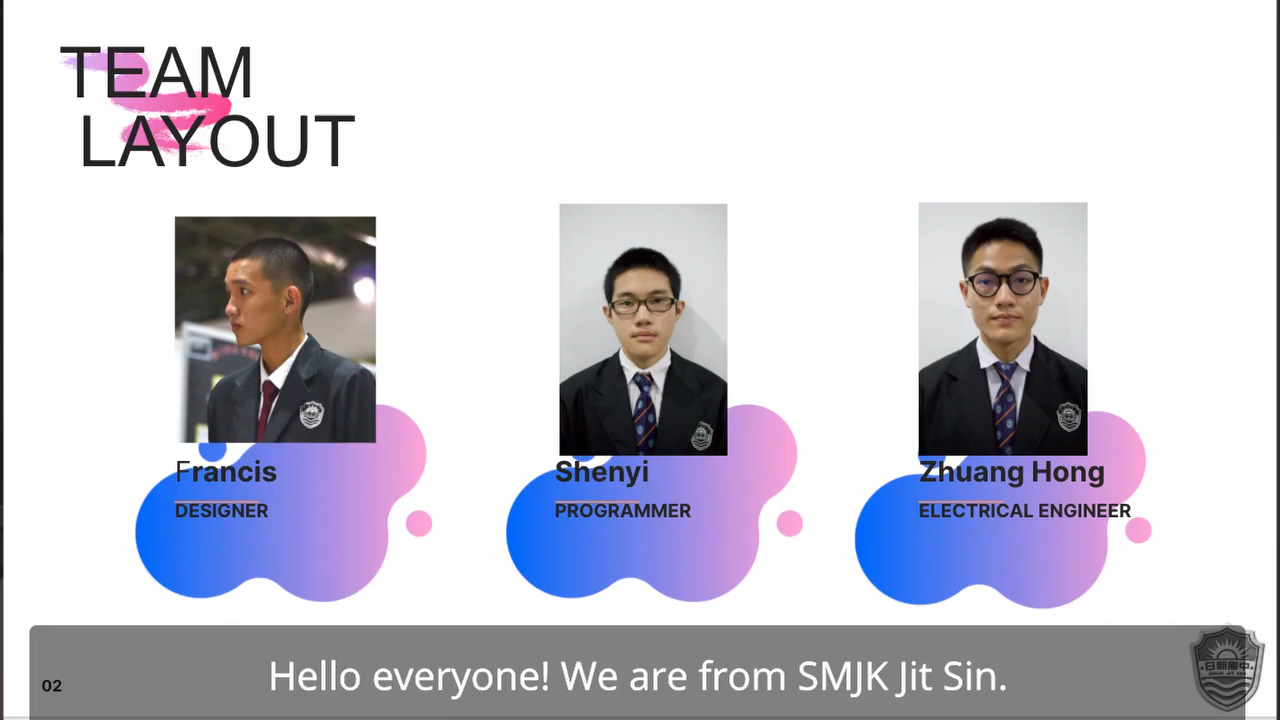 TEAM
LAYOUT
Francis
DESIGNER
Shenyi
PROGRAMMER
Zhuang Hong
ELECTRICAL ENGINEER
Hello everyone! We are from SMJK Jit Sin.
02